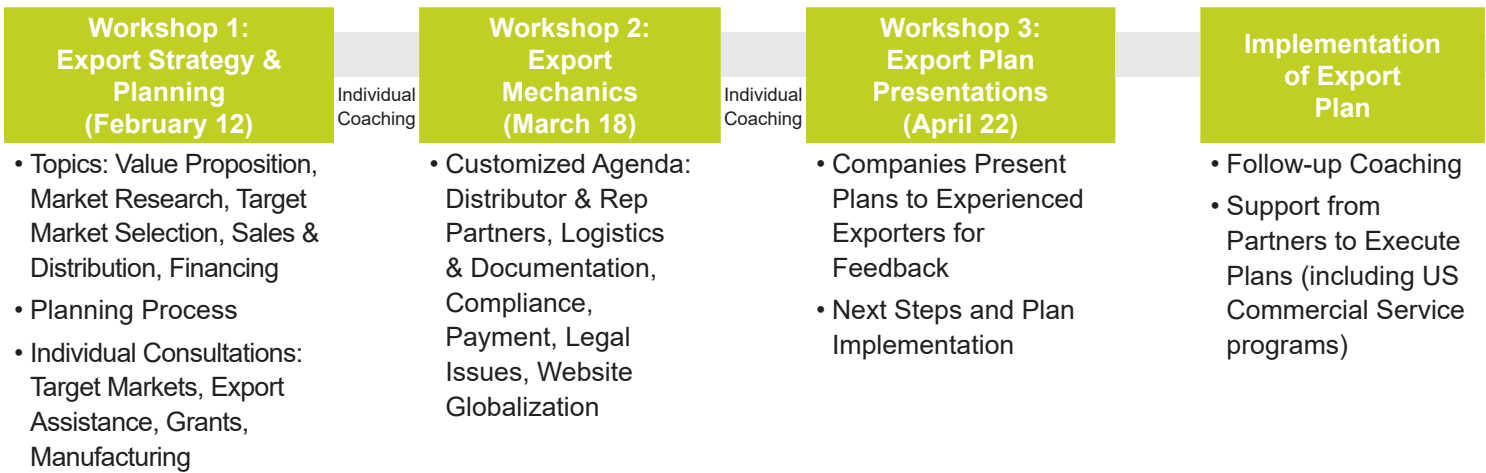 Workshop 1:
Export Strategy &
Planning
(February 12)
Individual
Coaching
Workshop 2:
Export
Mechanics
(March 18)
Individual
Coaching
Workshop 3:
Export Plan
Presentations
(April 22)
Implementation
of Export
Plan
• Topics: Value Proposition,
Market Research, Target
Market Selection, Sales &
Distribution, Financing
• Planning Process
• Individual Consultations:
Target Markets, Export
Assistance, Grants,
Manufacturing
• Customized Agenda:
Distributor & Rep
Partners, Logistics
& Documentation,
Compliance,
Payment, Legal
Issues, Website
Globalization
• Companies Present
Plans to Experienced
Exporters for
Feedback
• Next Steps and Plan
Implementation
• Follow-up Coaching
• Support from
Partners to Execute
Plans (including US
Commercial Service
programs)